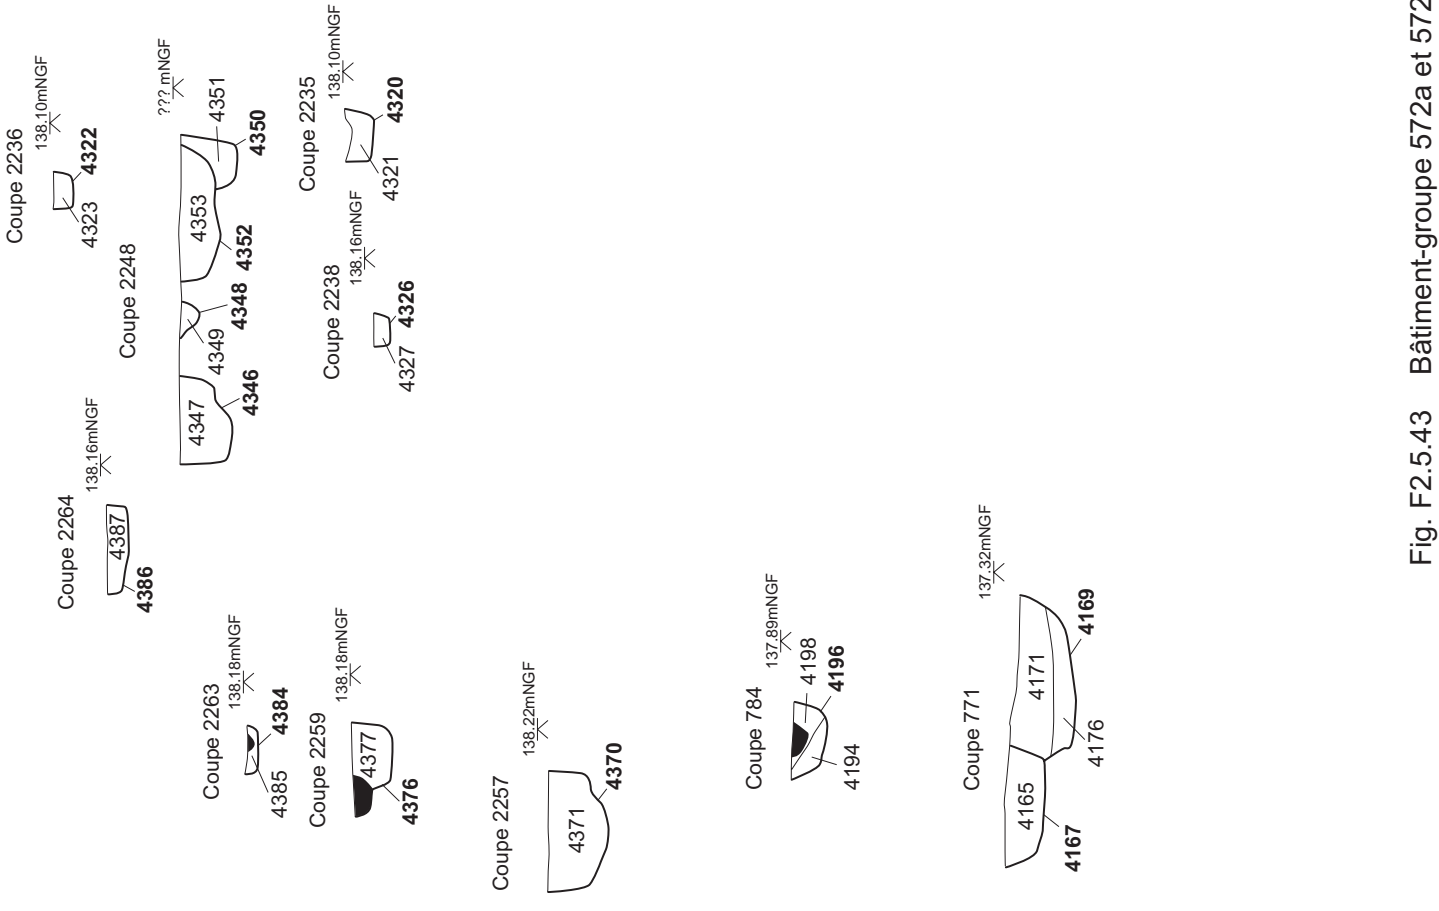 Coupe 2236
138.10mNGF
4323
4322
Coupe 2248
??? mNGF
4347
4346
4349
4348
4353
4352
4351
4350
Coupe 2235
138.10mNGF
4321
4320
Coupe 2238
138.16mNGF
4327
4326
Coupe 2264
138.16mNGF
4387
4386
Coupe 2263
138.18mNGF
4385
4384
Coupe 2259
138.18mNGF
4377
4376
Coupe 2257
138.22mNGF
4371
4370
Coupe 784
137.89mNGF
4198
4196
4194
Coupe 771
137.32mNGF
4165
4167
4171
4169
4176
Fig. F2.5.43 Bâtiment-groupe 572a et 572